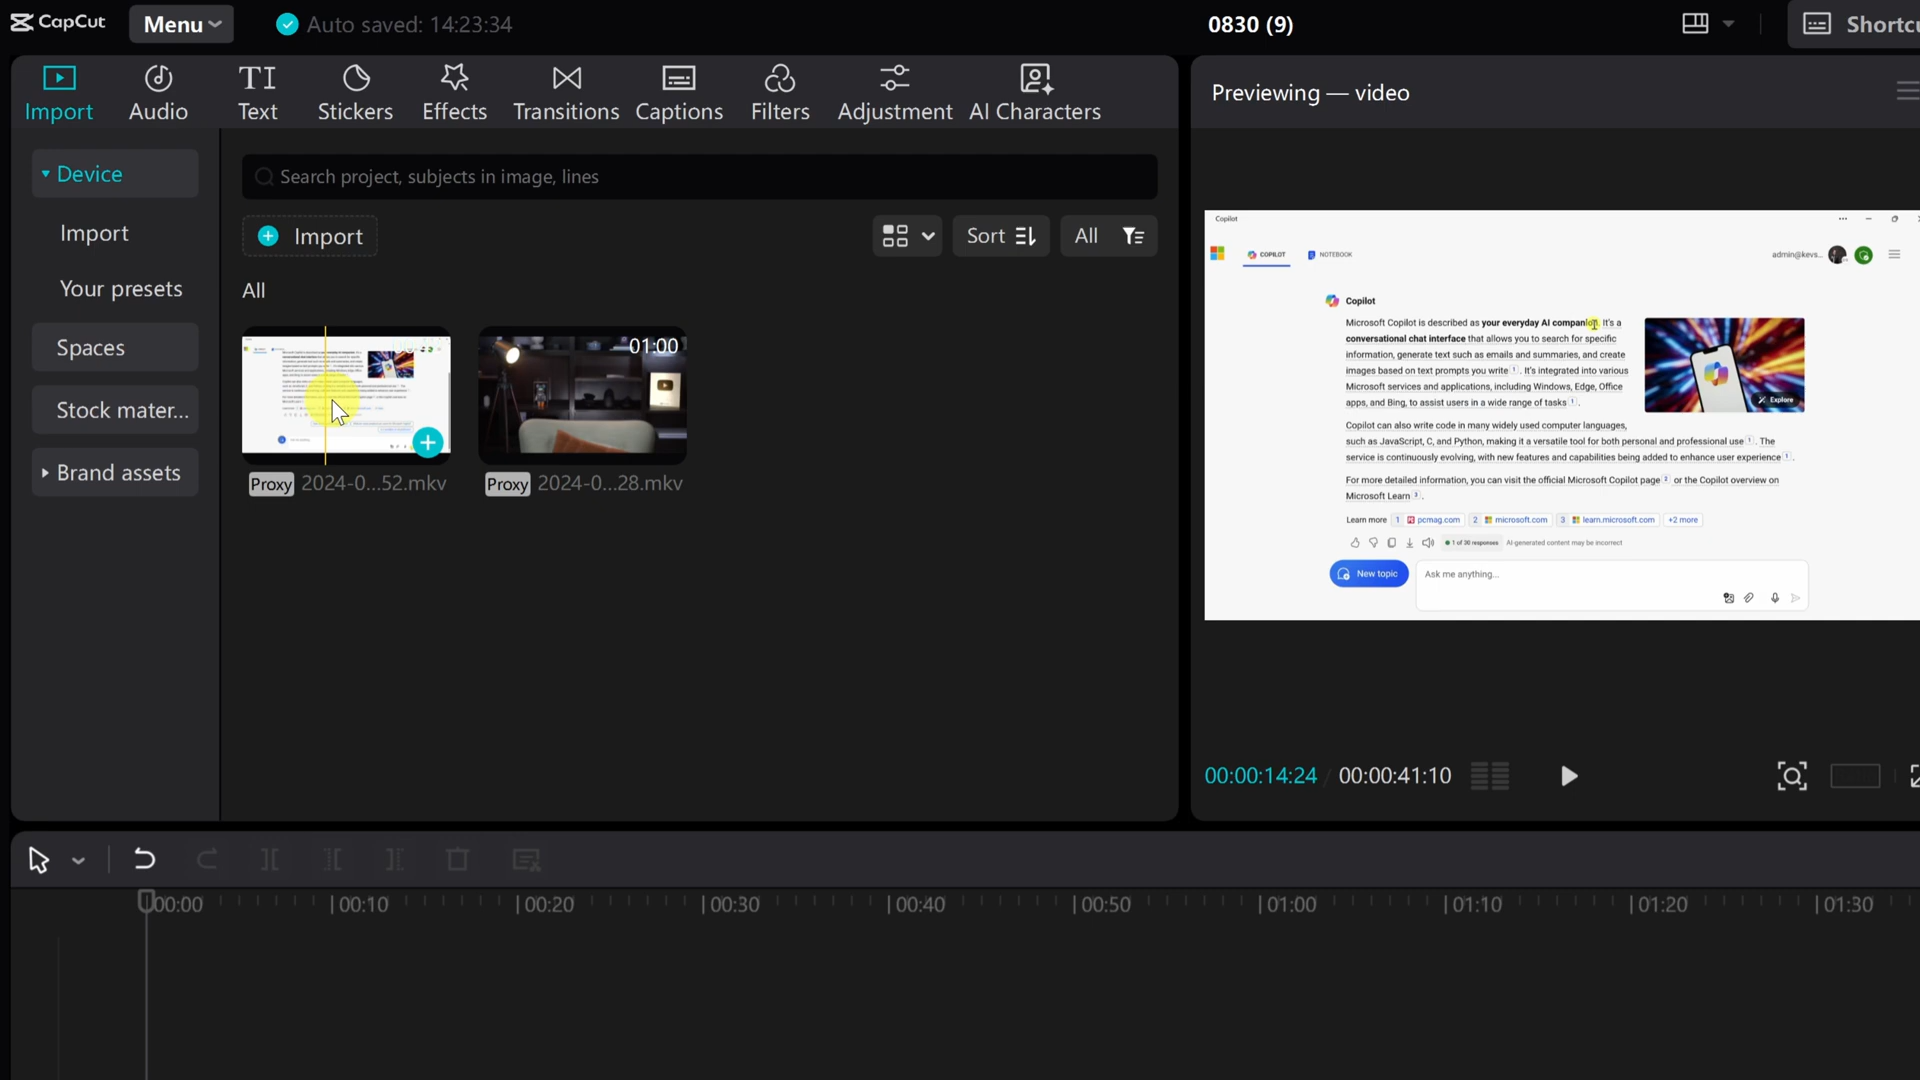 CapCut
Menu
Auto saved: 14:23:34
0830 (9)
Import
Audio
TI
Text
Stickers
Effects
Transitions
Captions
Filters
Adjustment
AI Characters
Previewing — video
Device
Import
Your presets
Spaces
Stock mater...
Brand assets
Search project, subjects in image, lines
Import
Sort
All
All
01:00
Proxy 2024-0...52.mkv
Proxy 2024-0...28.mkv
Copilot
COPILOT
NOTEBOOK
admin@kevs...
Copilot
Microsoft Copilot is described as your everyday AI companion. It's a
conversational chat interface that allows you to search for specific
information, generate text such as emails and summaries, and create
images based on text prompts you write 1 . It's integrated into various
Microsoft services and applications, including Windows, Edge, Office
apps, and Bing, to assist users in a wide range of tasks 1 .
Explore
Copilot can also write code in many widely used computer languages,
such as JavaScript, C, and Python, making it a versatile tool for both personal and professional use 1 . The
service is continuously evolving, with new features and capabilities being added to enhance user experience 1 .
For more detailed information, you can visit the official Microsoft Copilot page 2 or the Copilot overview on
Microsoft Learn 3 .
Learn more 1 pcmag.com 2 microsoft.com 3 learn.microsoft.com +2 more
1 of 30 responses AI-generated content may be incorrect
New topic
Ask me anything...
00:00:14:24 / 00:00:41:10
00:00 00:10 00:20 00:30 00:40 00:50 01:00 01:10 01:20 01:30